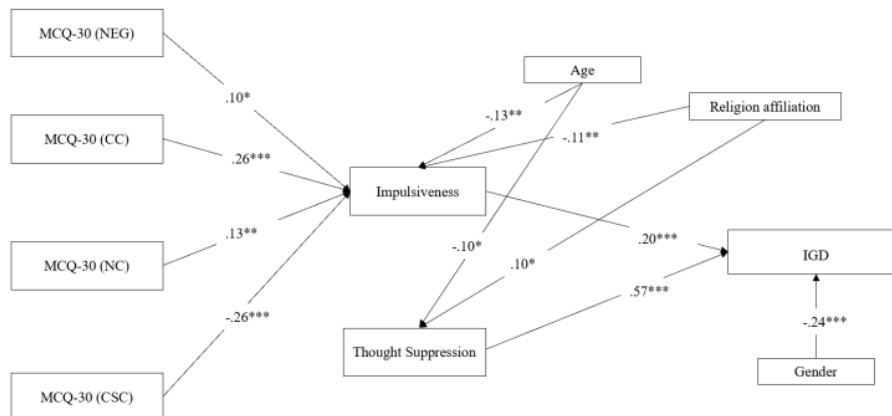 MCQ-30 (NEG)
.10*
MCQ-30 (CC)
.26***
MCQ-30 (NC)
.13**
MCQ-30 (CSC)
-.26***
Age
-.13**
Religion affiliation
-.11**
Impulsiveness
.20***
-.10*
.10*
IGD
.57***
Thought Suppression
-.24***
Gender